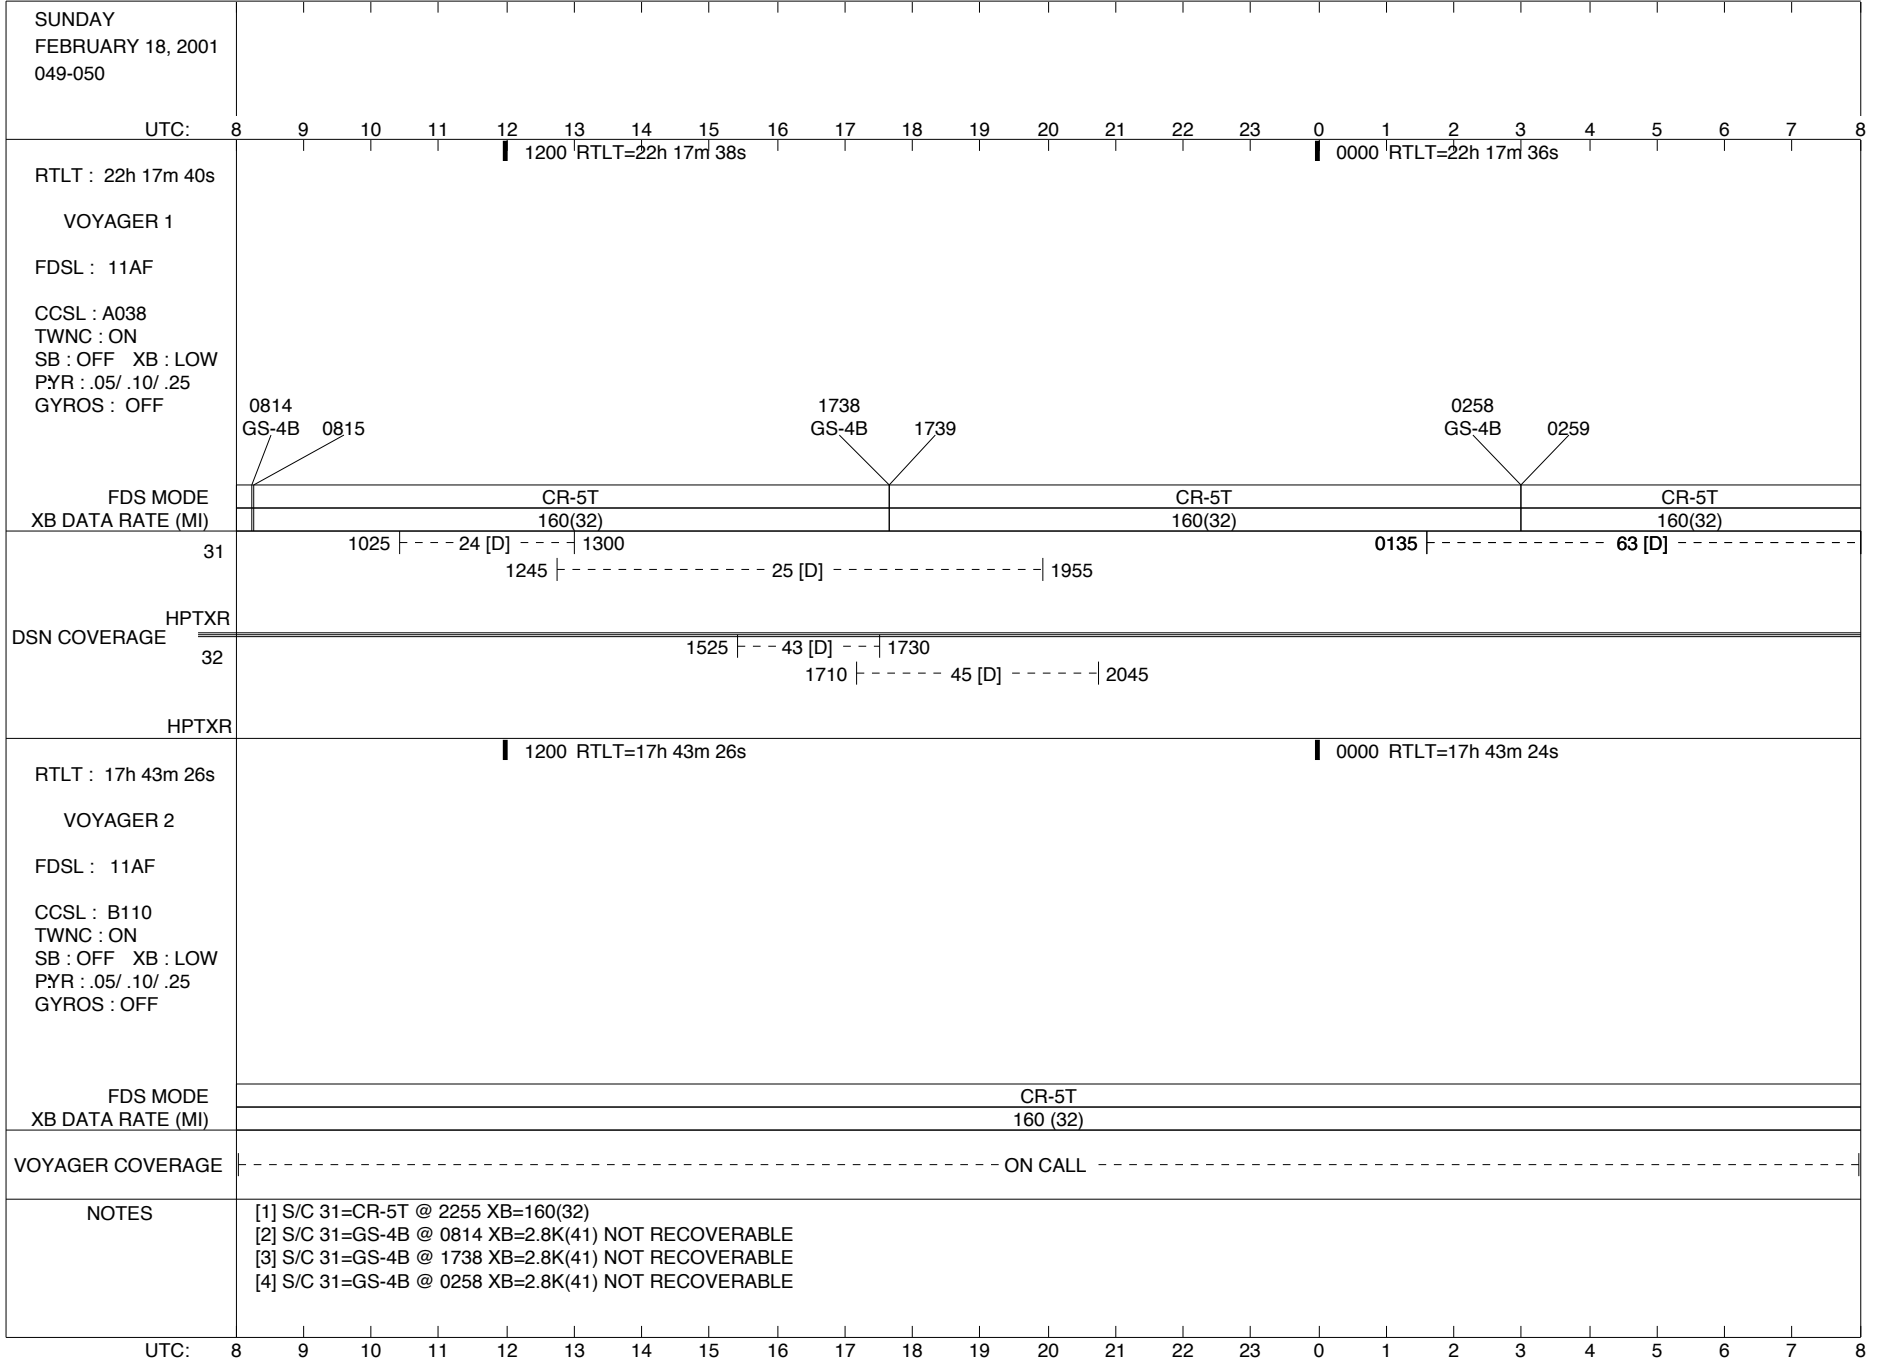 SUNDAY
FEBRUARY 18, 2001
049-050
UTC: 8 9 10 11 12 13 14 15 16 17 18 19 20 21 22 23 0 1 2 3 4 5 6 7 8
1200 RTLT=22h 17m 38s 0000 RTLT=22h 17m 36s
RTLT : 22h 17m 40s
VOYAGER 1
FDSL : 11AF
CCSL : A038
TWNC : ON
SB : OFF XB : LOW
P:YR : .05/ .10/ .25
GYROS : OFF
0814 1738 0258
GS-4B 0815 GS-4B 1739 GS-4B 0259
FDS MODE CR-5T CR-5T CR-5T
XB DATA RATE (MI) 160(32) 160(32) 160(32)
31 1025 24 [D] 1300 0135 63 [D]
1245 25 [D] 1955
HPTXR
DSN COVERAGE
32 1525 43 [D] 1730
1710 45 [D] 2045
HPTXR
1200 RTLT=17h 43m 26s 0000 RTLT=17h 43m 24s
RTLT : 17h 43m 26s
VOYAGER 2
FDSL : 11AF
CCSL : B110
TWNC : ON
SB : OFF XB : LOW
P:YR : .05/ .10/ .25
GYROS : OFF
FDS MODE CR-5T
XB DATA RATE (MI) 160 (32)
VOYAGER COVERAGE ON CALL
NOTES [1] S/C 31=CR-5T @ 2255 XB=160(32)
[2] S/C 31=GS-4B @ 0814 XB=2.8K(41) NOT RECOVERABLE
[3] S/C 31=GS-4B @ 1738 XB=2.8K(41) NOT RECOVERABLE
[4] S/C 31=GS-4B @ 0258 XB=2.8K(41) NOT RECOVERABLE
UTC: 8 9 10 11 12 13 14 15 16 17 18 19 20 21 22 23 0 1 2 3 4 5 6 7 8